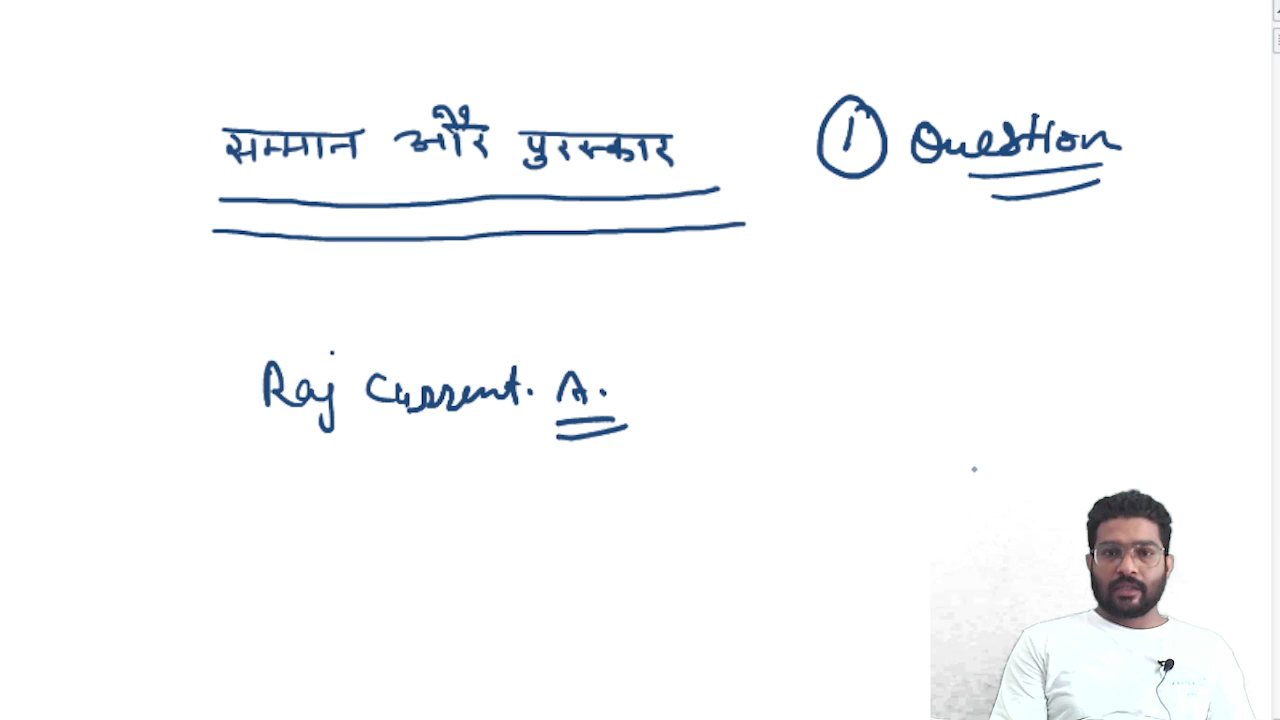 सम्मान और पुरस्कार
① Question
Raj Current. A.